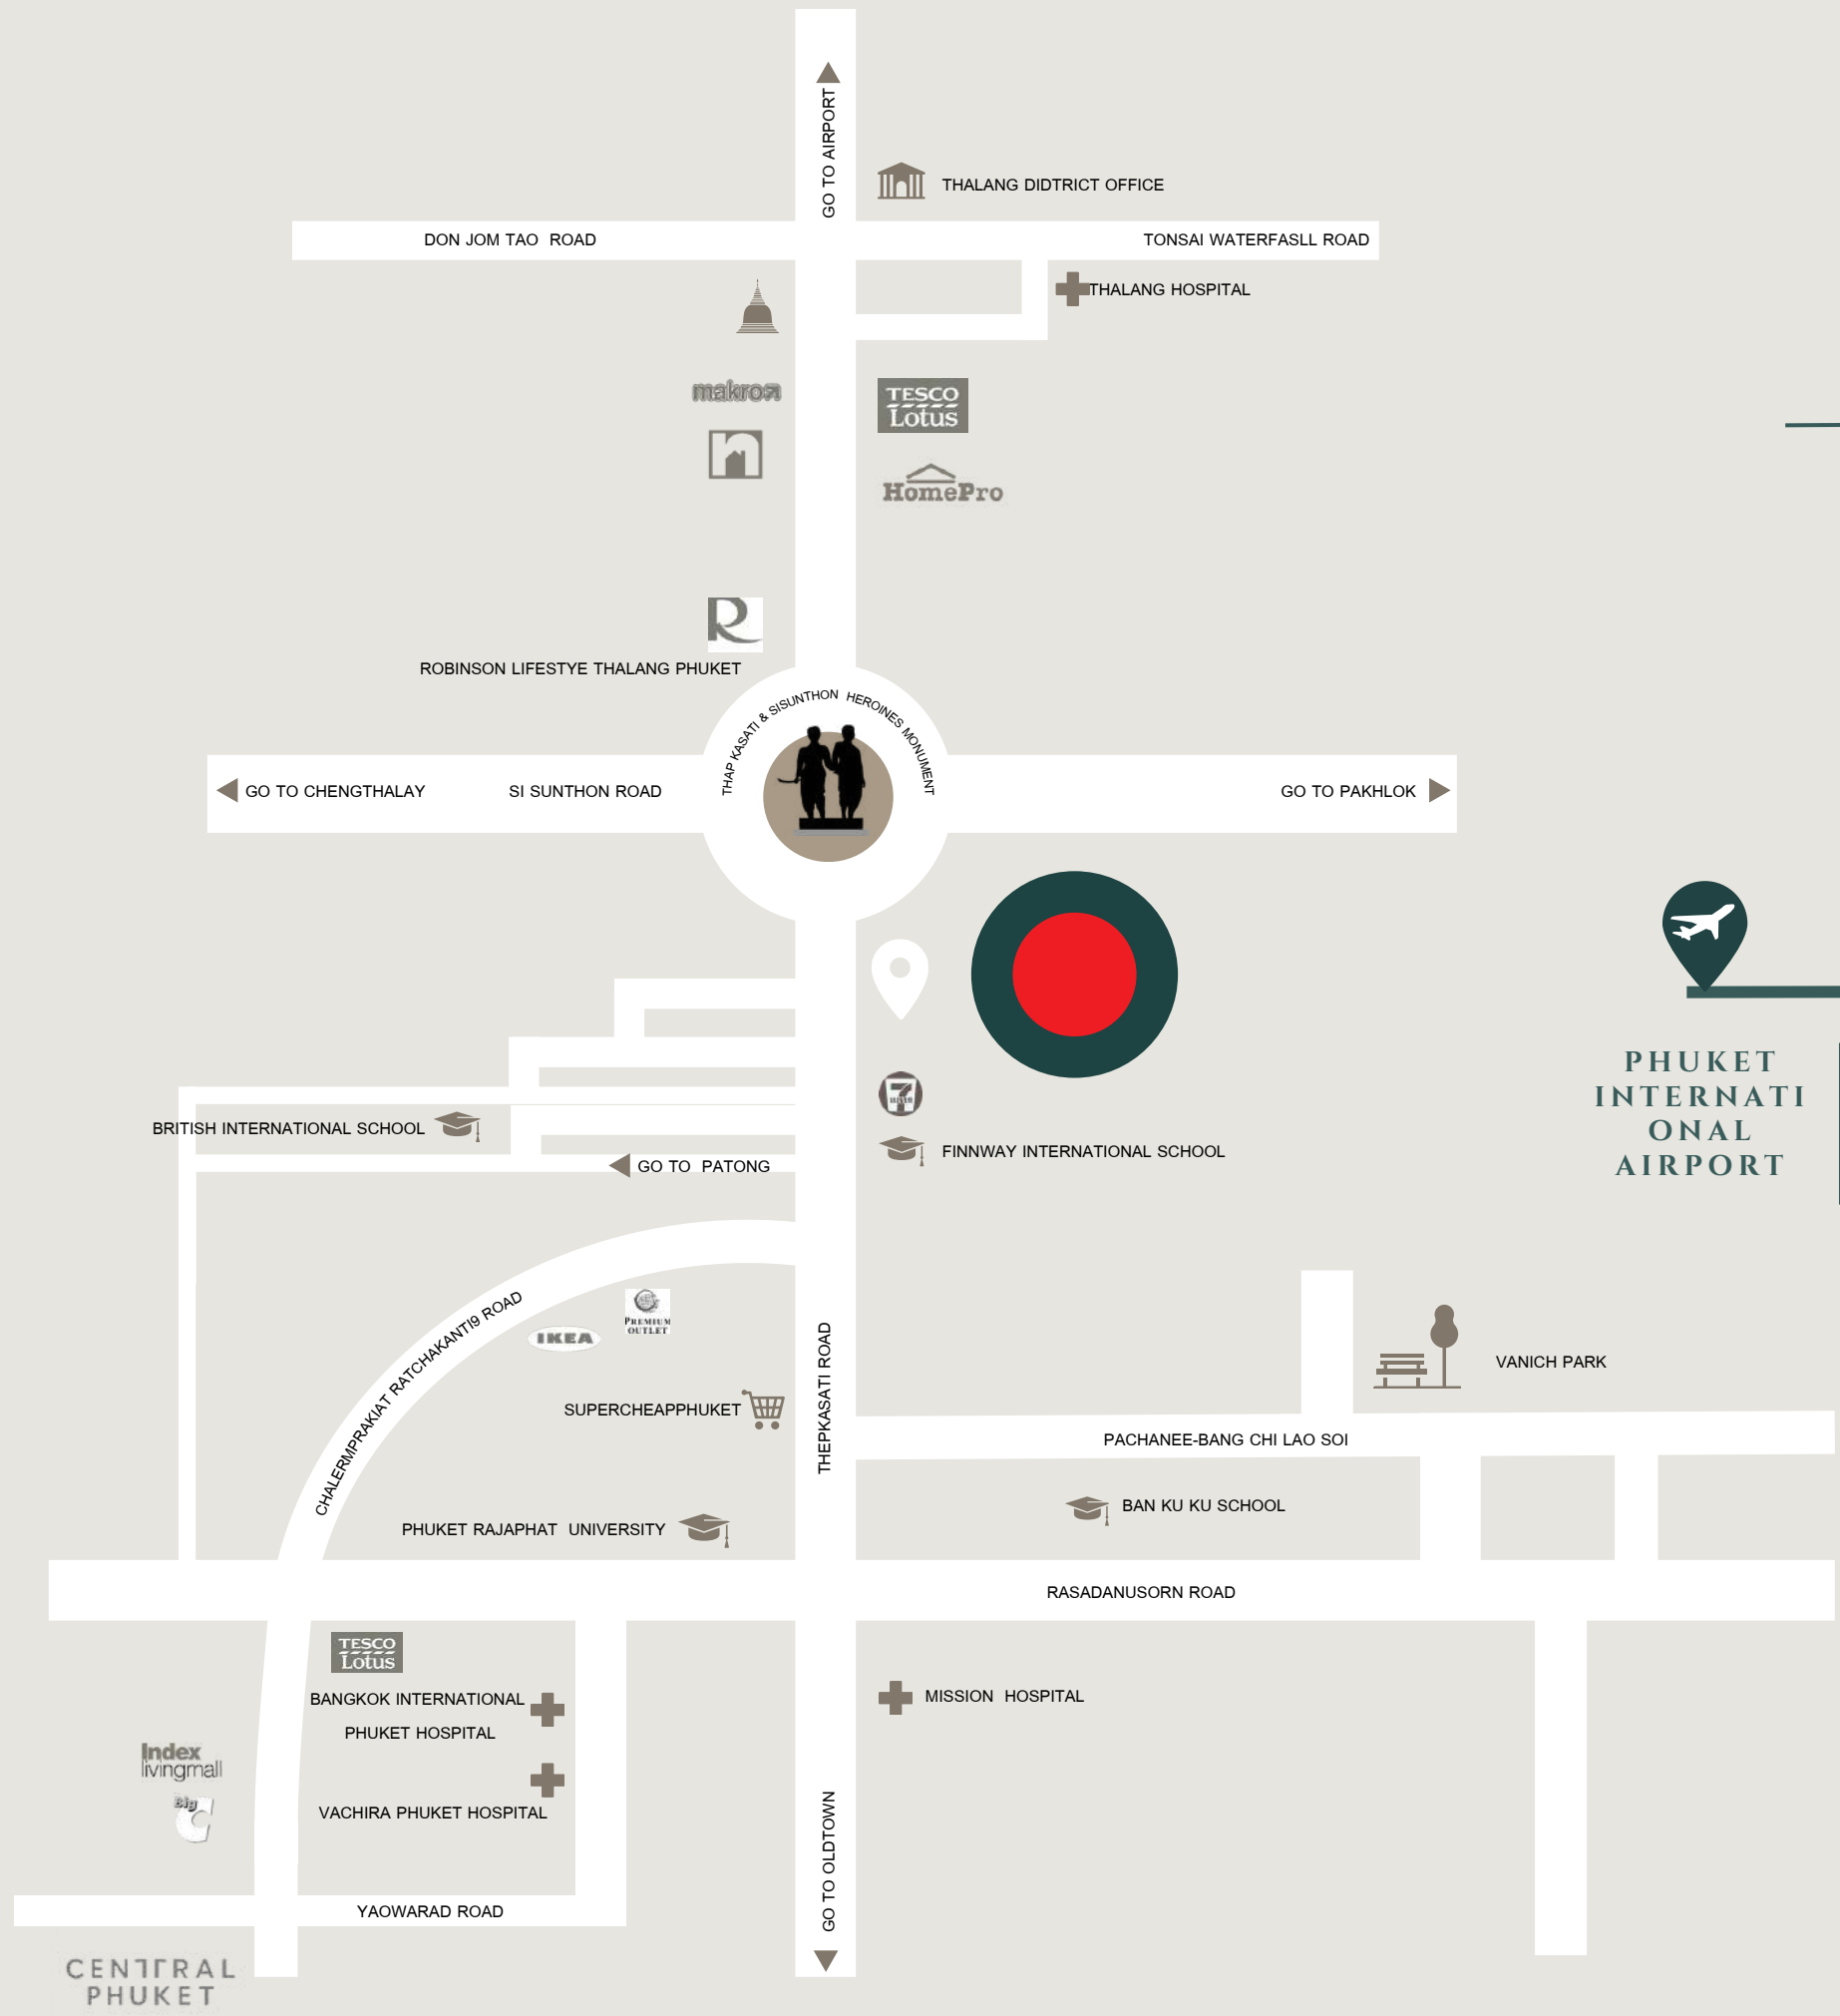 GO TO AIRPORT
THALANG DIDTRICT OFFICE
DON JOM TAO ROAD
TONSAI WATERFASLL ROAD
THALANG HOSPITAL
makro
TESCO
Lotus
HomePro
R
ROBINSON LIFESTYE THALANG PHUKET
THAP KASATI & SISUNTHON HEROINES MONUMENT
GO TO CHENGTHALAY
SI SUNTHON ROAD
GO TO PAKHLOK
PHUKET
INTERNATI
ONAL
AIRPORT
7
ELEVEN
BRITISH INTERNATIONAL SCHOOL
FINNWAY INTERNATIONAL SCHOOL
GO TO PATONG
CHALERMPRAKIAT RATCHAKANTI9 ROAD
PREMIUM
OUTLET
IKEA
THEPKASATI ROAD
VANICH PARK
SUPERCHEAPPHUKET
PACHANEE-BANG CHI LAO SOI
BAN KU KU SCHOOL
PHUKET RAJAPHAT UNIVERSITY
RASADANUSORN ROAD
TESCO
Lotus
BANGKOK INTERNATIONAL
PHUKET HOSPITAL
MISSION HOSPITAL
Index
livingmall
Big
C
VACHIRA PHUKET HOSPITAL
GO TO OLDTOWN
YAOWARAD ROAD
CENTRAL
PHUKET